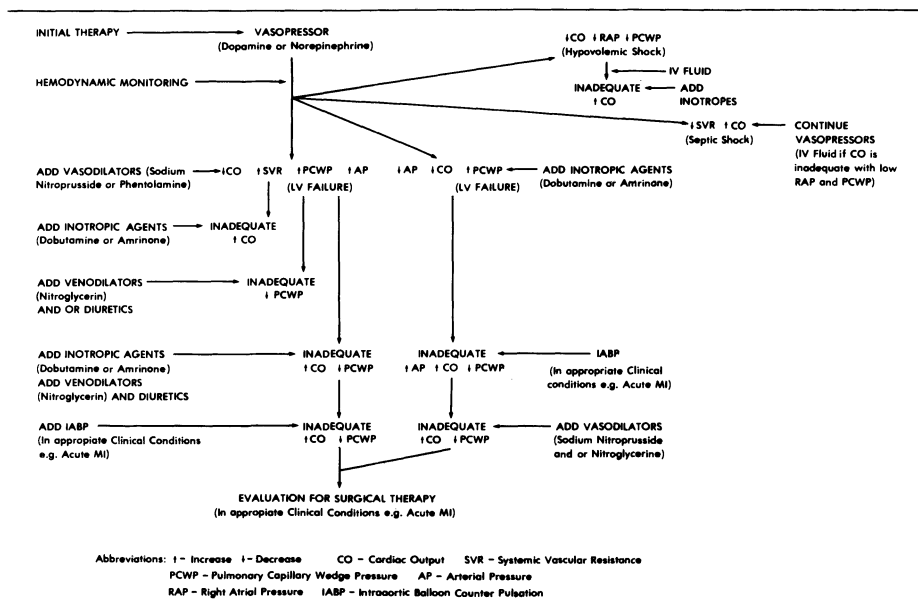 INITIAL THERAPY
VASOPRESSOR
(Dopamine or Norepinephrine)
↓CO ↓RAP ↓PCWP
(Hypovolemic Shock)
IV FLUID
HEMODYNAMIC MONITORING
INADEQUATE
↑CO
ADD
INOTROPES
↓SVR ↑CO
(Septic Shock)
CONTINUE
VASOPRESSORS
(IV Fluid if CO is
inadequate with low
RAP and PCWP)
ADD VASODILATORS (Sodium
Nitroprusside or Phentolamine)
↓CO ↑SVR ↑PCWP ↑AP
(LV FAILURE)
↓AP ↓CO ↑PCWP
(LV FAILURE)
ADD INOTROPIC AGENTS
(Dobutamine or Amrinone)
ADD INOTROPIC AGENTS
(Dobutamine or Amrinone)
INADEQUATE
↑CO
ADD VENODILATORS
(Nitroglycerin)
AND OR DIURETICS
INADEQUATE
↓PCWP
ADD INOTROPIC AGENTS
(Dobutamine or Amrinone)
ADD VENODILATORS
(Nitroglycerin) AND DIURETICS
INADEQUATE
↑CO ↓PCWP
INADEQUATE
↑AP ↑CO ↓PCWP
IABP
(In appropriate Clinical
conditions e.g. Acute MI)
ADD IABP
(In appropiate Clinical Conditions
e.g. Acute MI)
INADEQUATE
↑CO ↓PCWP
INADEQUATE
↑CO ↓PCWP
ADD VASODILATORS
(Sodium Nitroprusside
and or Nitroglycerine)
EVALUATION FOR SURGICAL THERAPY
(In appropiate Clinical Conditions e.g. Acute MI)
Abbreviations: ↑ - Increase ↓ - Decrease CO - Cardiac Output SVR - Systemic Vascular Resistance
PCWP - Pulmonary Capillary Wedge Pressure AP - Arterial Pressure
RAP - Right Atrial Pressure IABP - Intraaortic Balloon Counter Pulsation